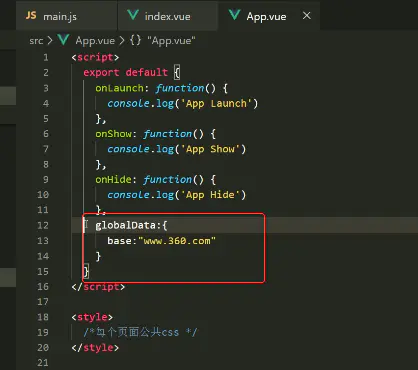 JS main.js index.vue App.vue ×
src > App.vue > {} "App.vue"
1 <script>
2 export default {
3 onLaunch: function() {
4 console.log('App Launch')
5 },
6 onShow: function() {
7 console.log('App Show')
8 },
9 onHide: function() {
10 console.log('App Hide')
11 },
12 globalData:{
13 base:"www.360.com"
14 }
15 }
16 </script>
17
18 <style>
19 /*每个页面公共css */
20 </style>
21